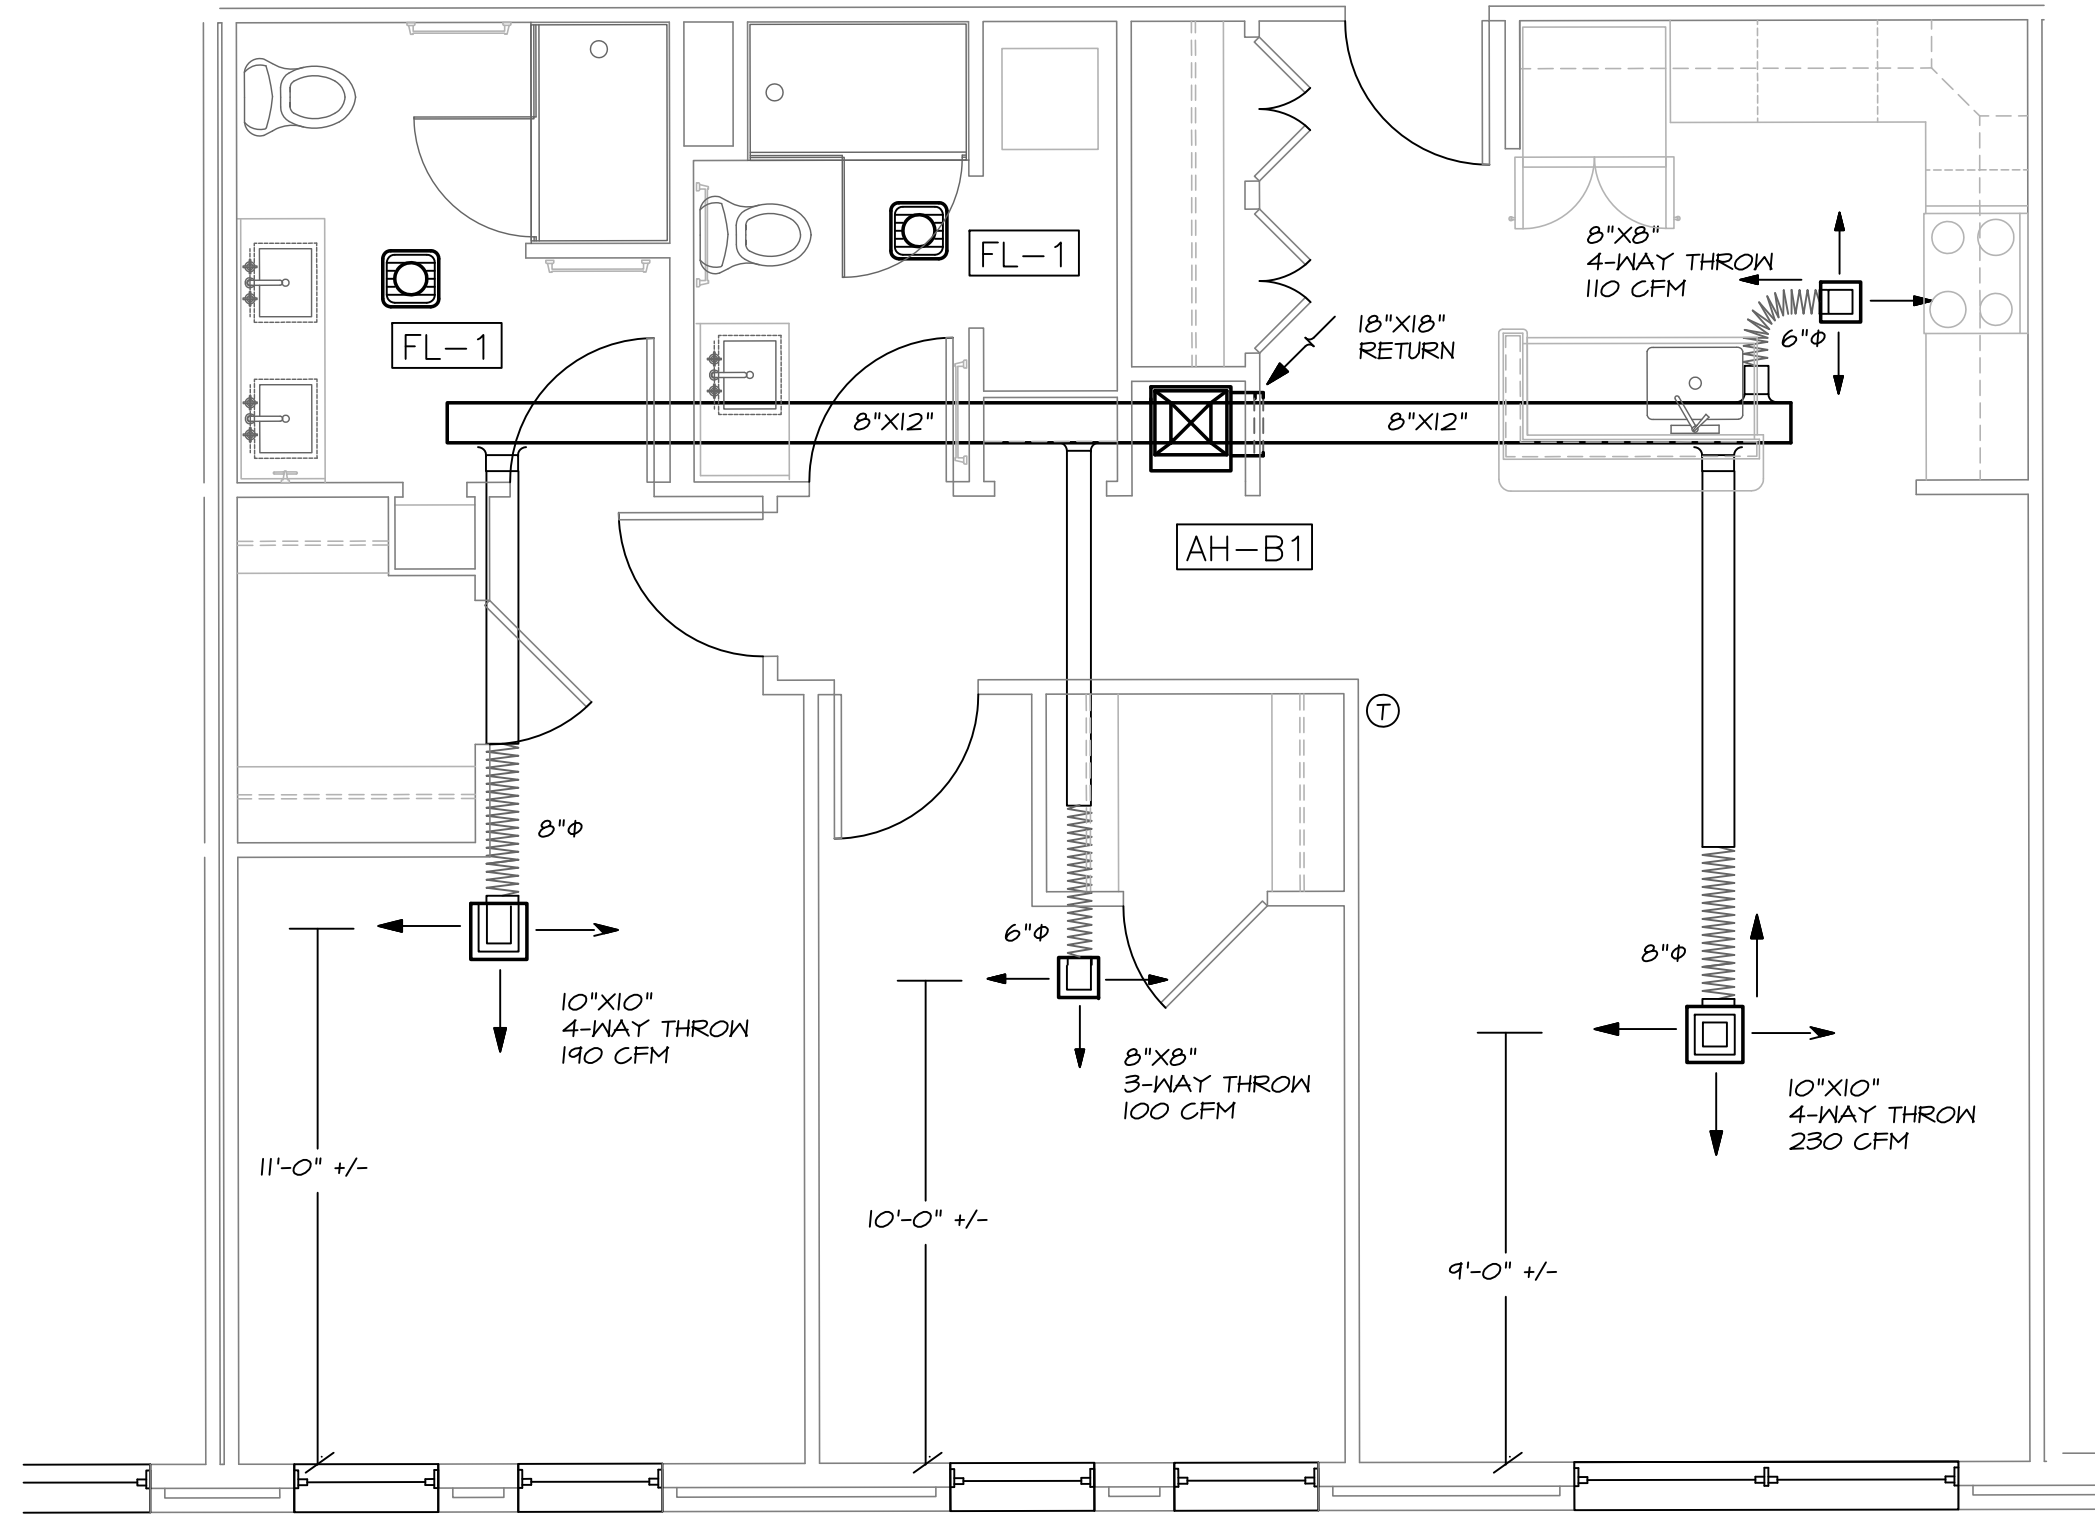 8"X8"
4-WAY THROW
110 CFM
FL-1
6"Φ
18"X18"
RETURN
FL-1
8"X12"
8"X12"
AH-B1
T
8"Φ
6"Φ
8"Φ
10"X10"
4-WAY THROW
190 CFM
8"X8"
3-WAY THROW
100 CFM
10"X10"
4-WAY THROW
230 CFM
11'-0" +/-
10'-0" +/-
9'-0" +/-